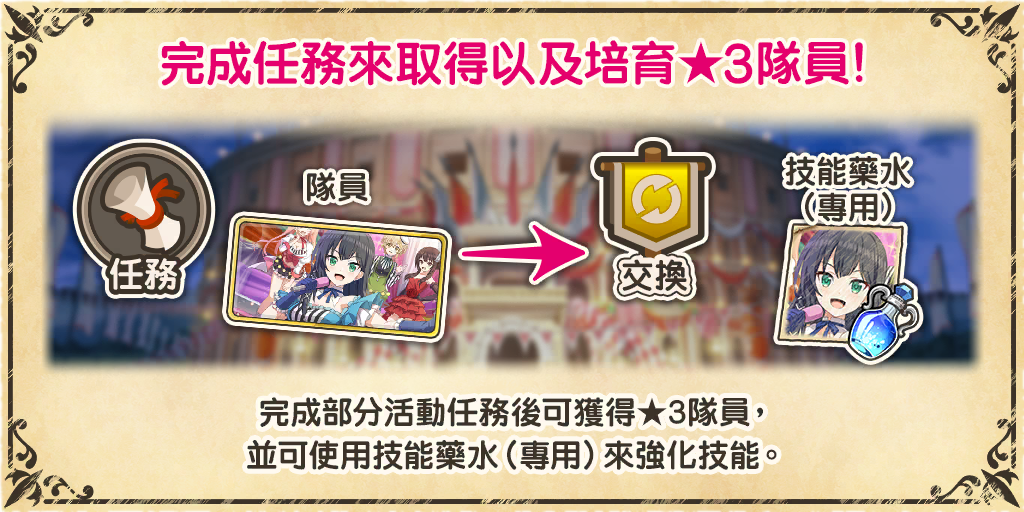 完成任務來取得以及培育★3隊員!
任務
隊員
交換
技能藥水
(專用)
完成部分活動任務後可獲得★3隊員，
並可使用技能藥水(專用)來強化技能。